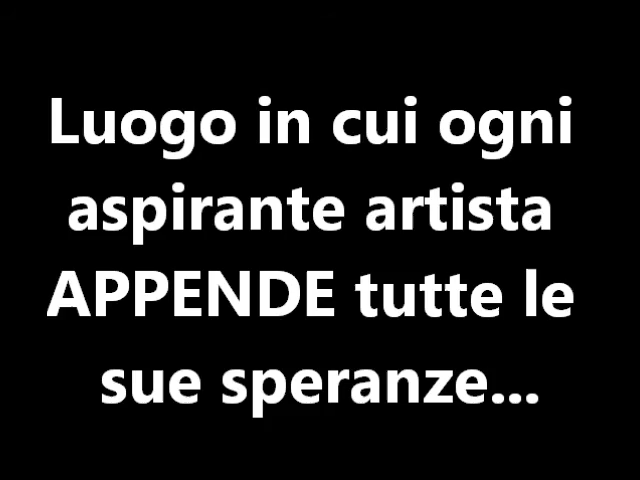 Luogo in cui ogni
aspirante artista
APPENDE tutte le
sue speranze...